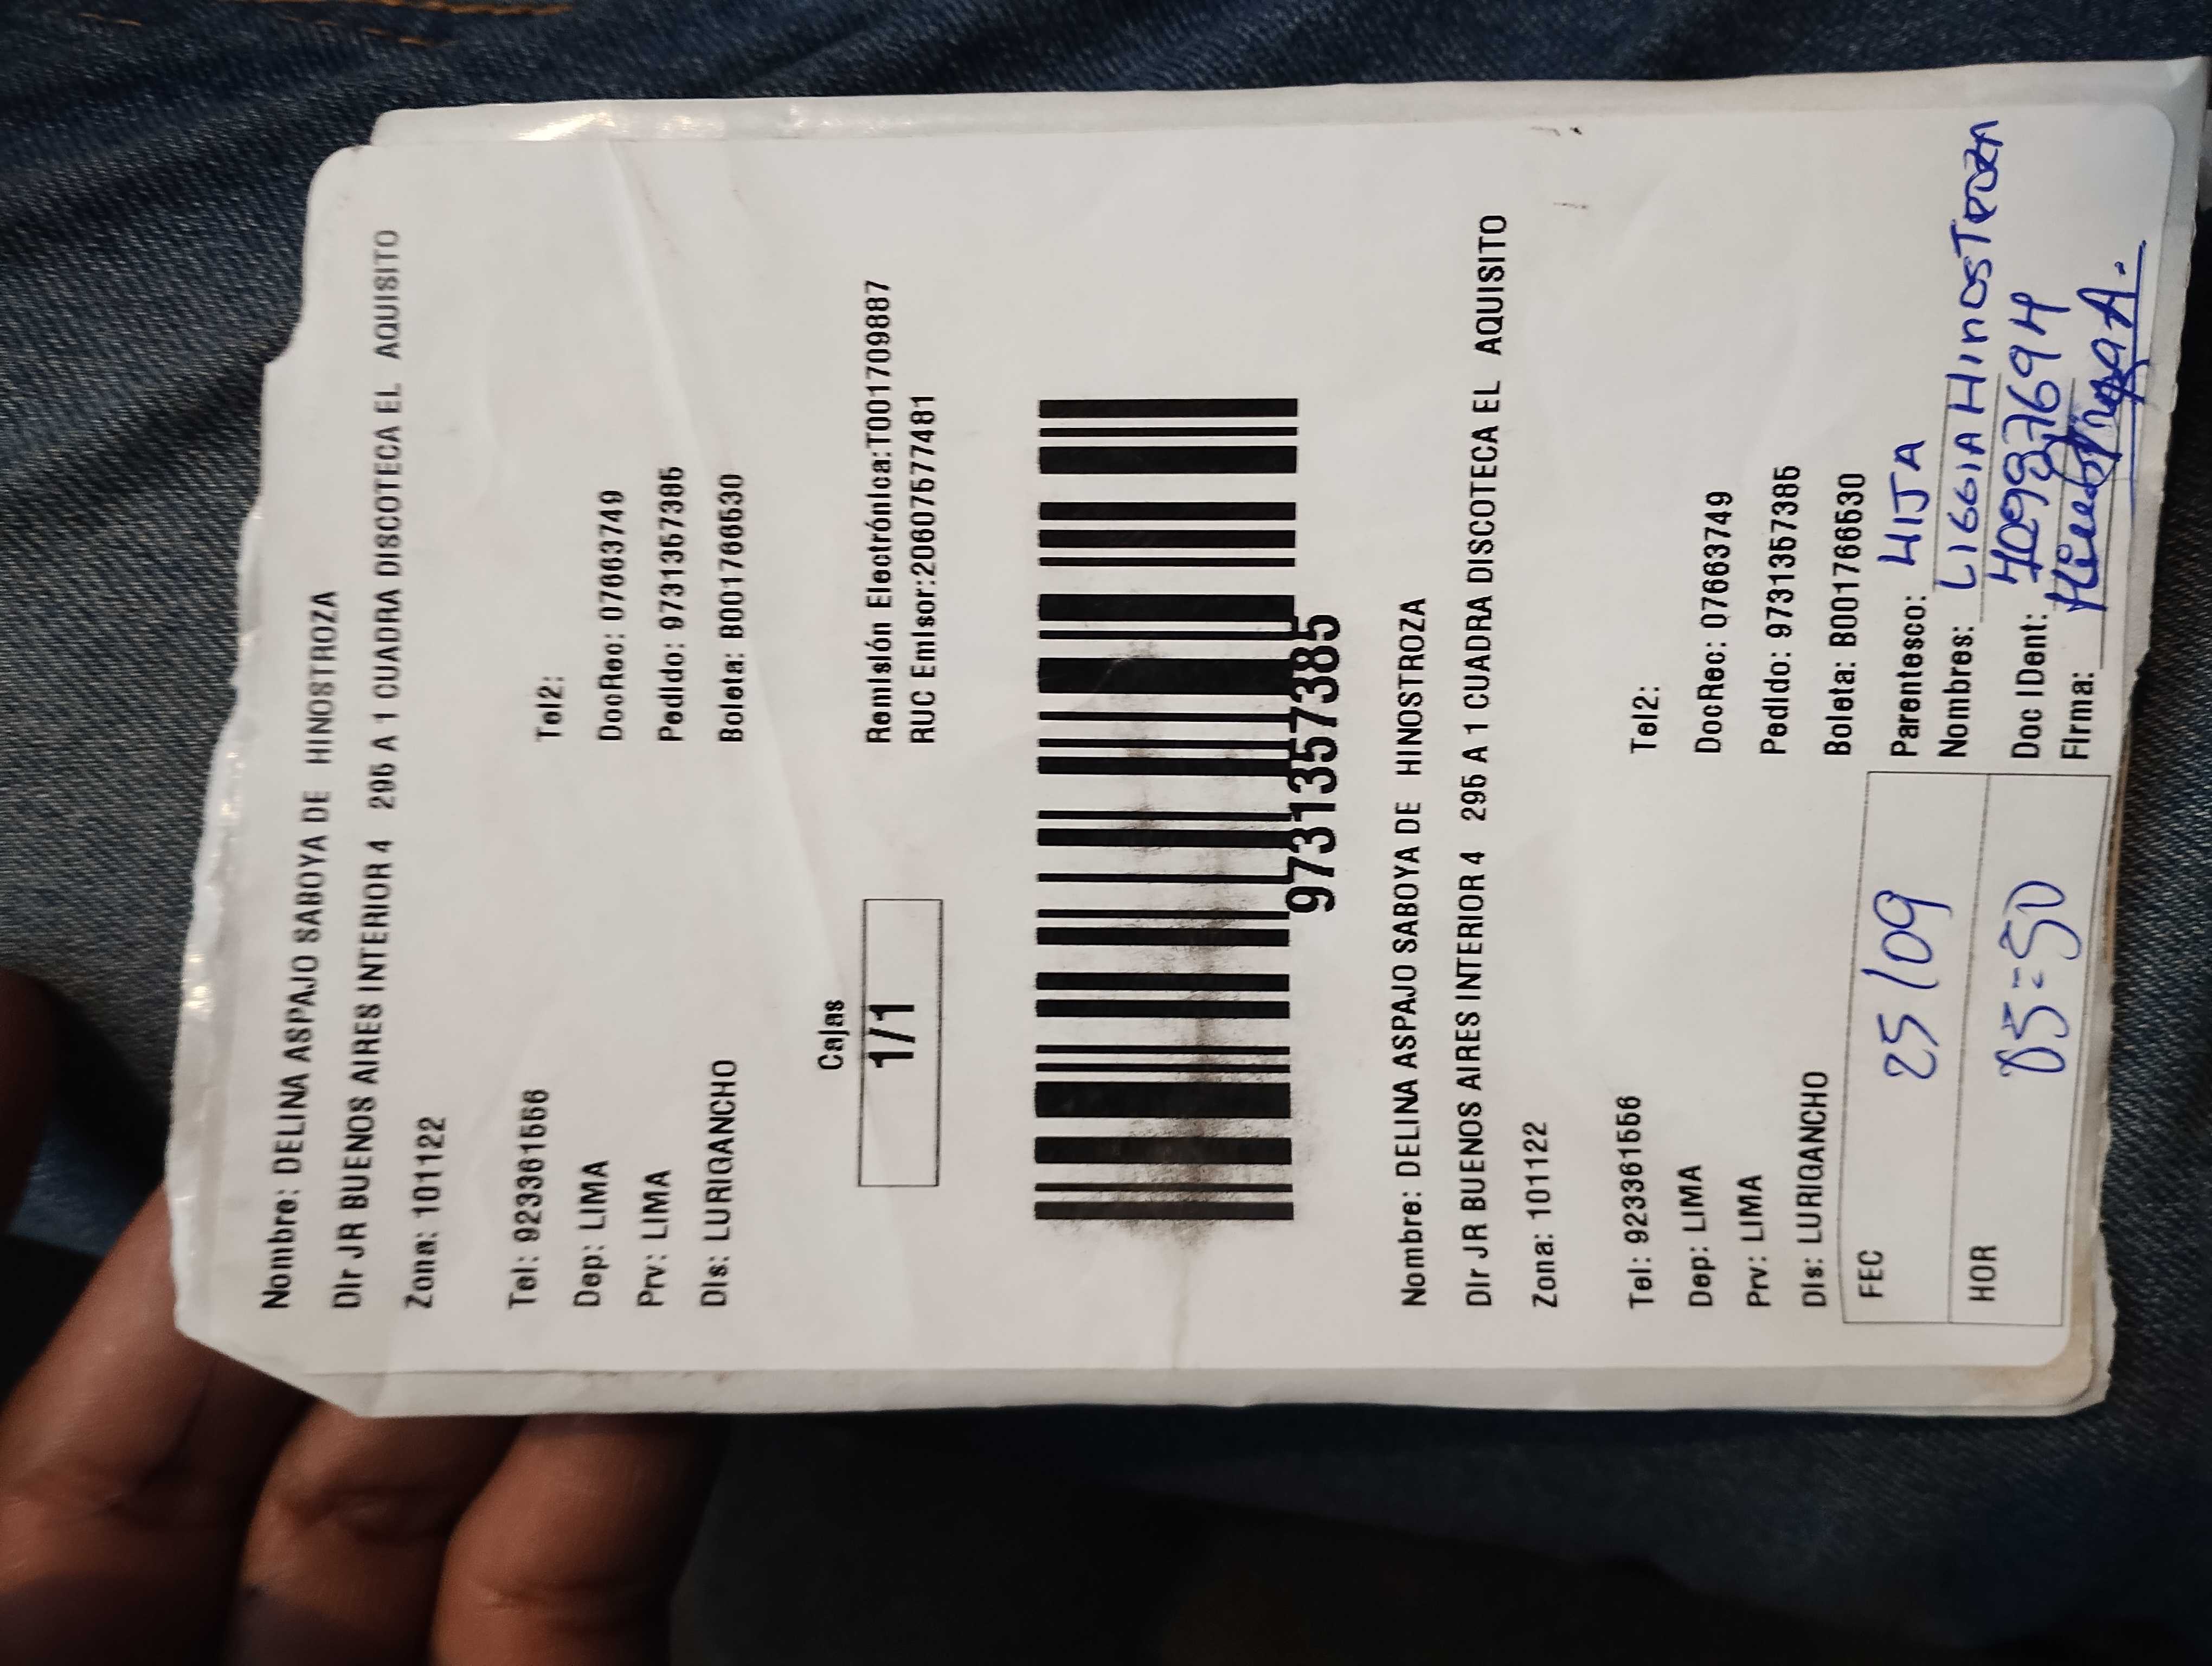 Nombre: DELINA ASPAJO SABOYA DE HINOSTROZA
Dir JR BUENOS AIRES INTERIOR 4 295 A 1 CUADRA DISCOTECA EL AQUISITO
Zona: 101122
Tel: 923361556 Tel2:
Dep: LIMA DocRec: 07663749
Prv: LIMA Pedido: 9731357385
Dis: LURIGANCHO Boleta: B001766530
Cajas
1/1
Remisión Electrónica:T001709887
RUC Emisor:20607577481
9731357385
Nombre: DELINA ASPAJO SABOYA DE HINOSTROZA
Dir JR BUENOS AIRES INTERIOR 4 295 A 1 CUADRA DISCOTECA EL AQUISITO
Zona: 101122
Tel: 923361556 Tel2:
Dep: LIMA DocRec: 07663749
Prv: LIMA Pedido: 9731357385
Dis: LURIGANCHO Boleta: B001766530
FEC 25/09
HOR 05:50
Parentesco: HIJA
Nombres: LIGGIA HINOSTROZA
Doc IDent: 40987694
Firma: